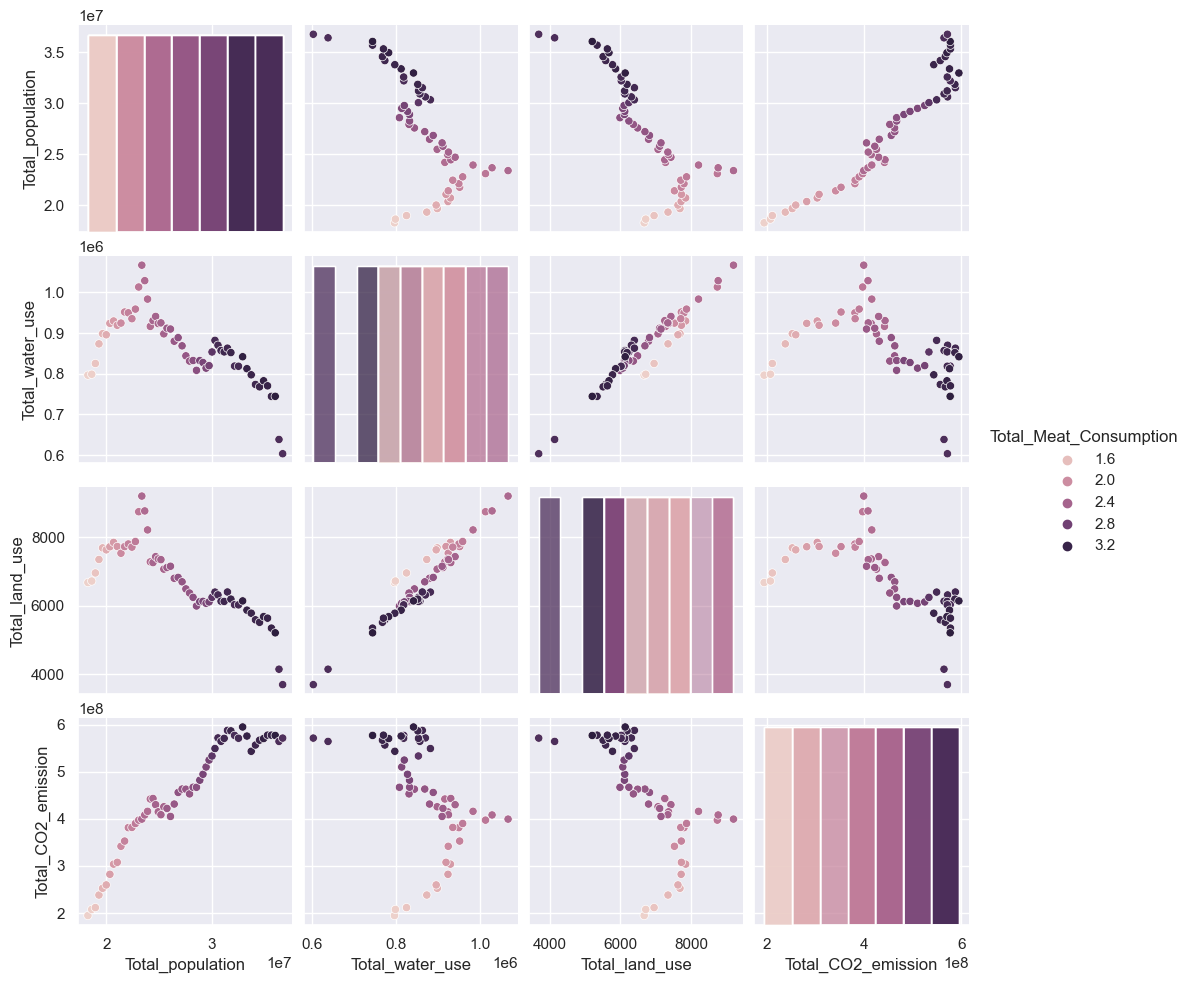 1e7
3.5
3.0
2.5
2.0
Total_population
1e6
1.0
0.9
0.8
0.7
0.6
Total_water_use
Total_Meat_Consumption
1.6
2.0
2.4
2.8
3.2
8000
6000
4000
Total_land_use
1e8
6
5
4
3
2
Total_CO2_emission
2 3
1e7
Total_population
0.6 0.8 1.0
1e6
Total_water_use
4000 6000 8000
Total_land_use
2 4 6
1e8
Total_CO2_emission